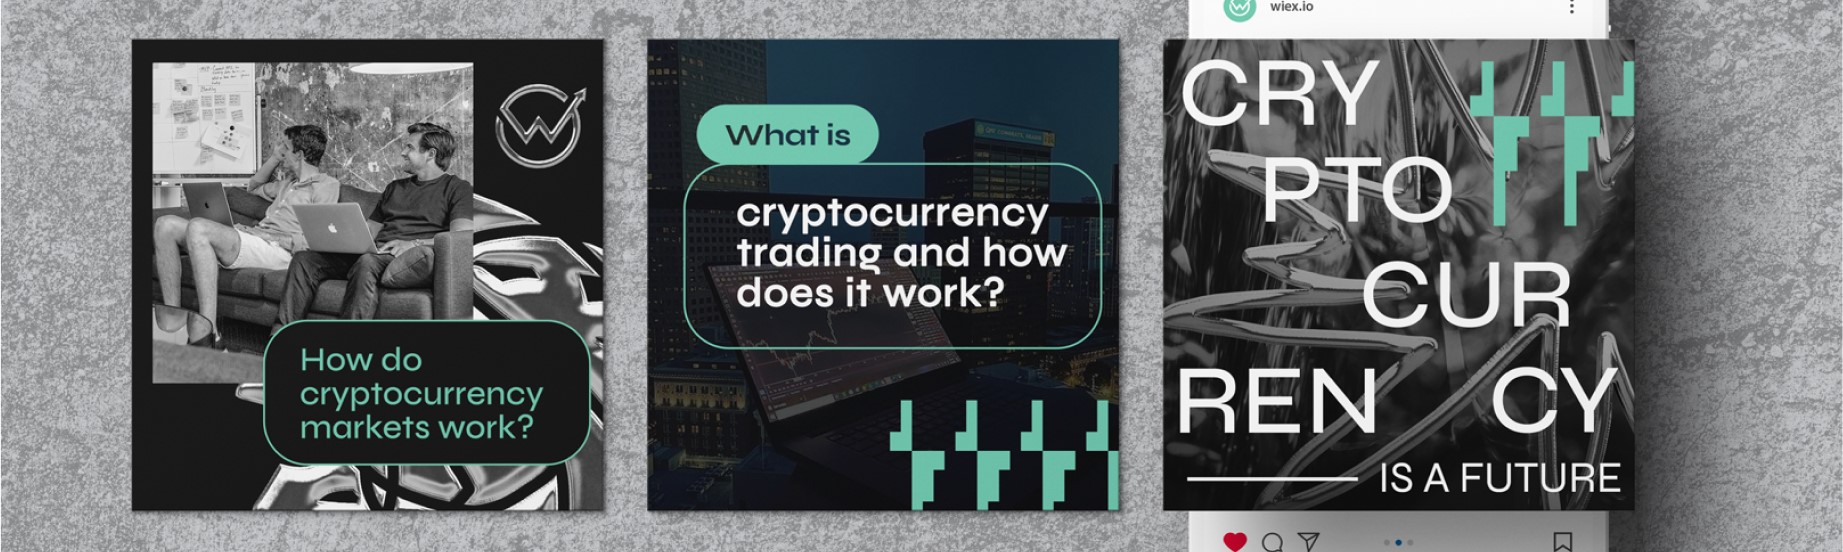 wiex.io
How do
cryptocurrency
markets work?
What is
cryptocurrency
trading and how
does it work?
CRY
PTO
CUR
REN CY
IS A FUTURE